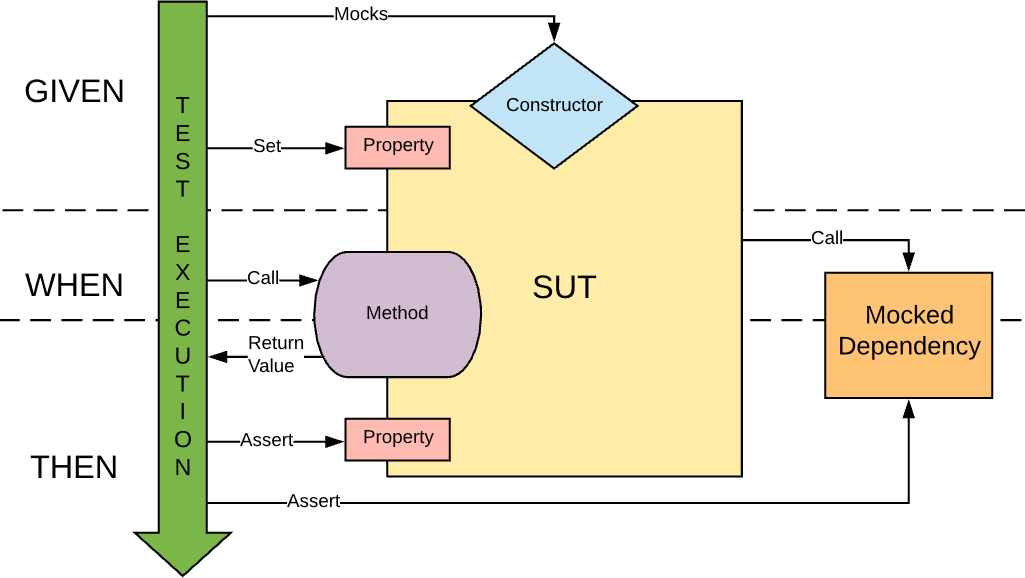 Mocks
GIVEN
Constructor
Set
Property
TEST EXECUTION
Call
WHEN
Call
Method
SUT
Mocked
Dependency
Return
Value
Assert
Property
THEN
Assert